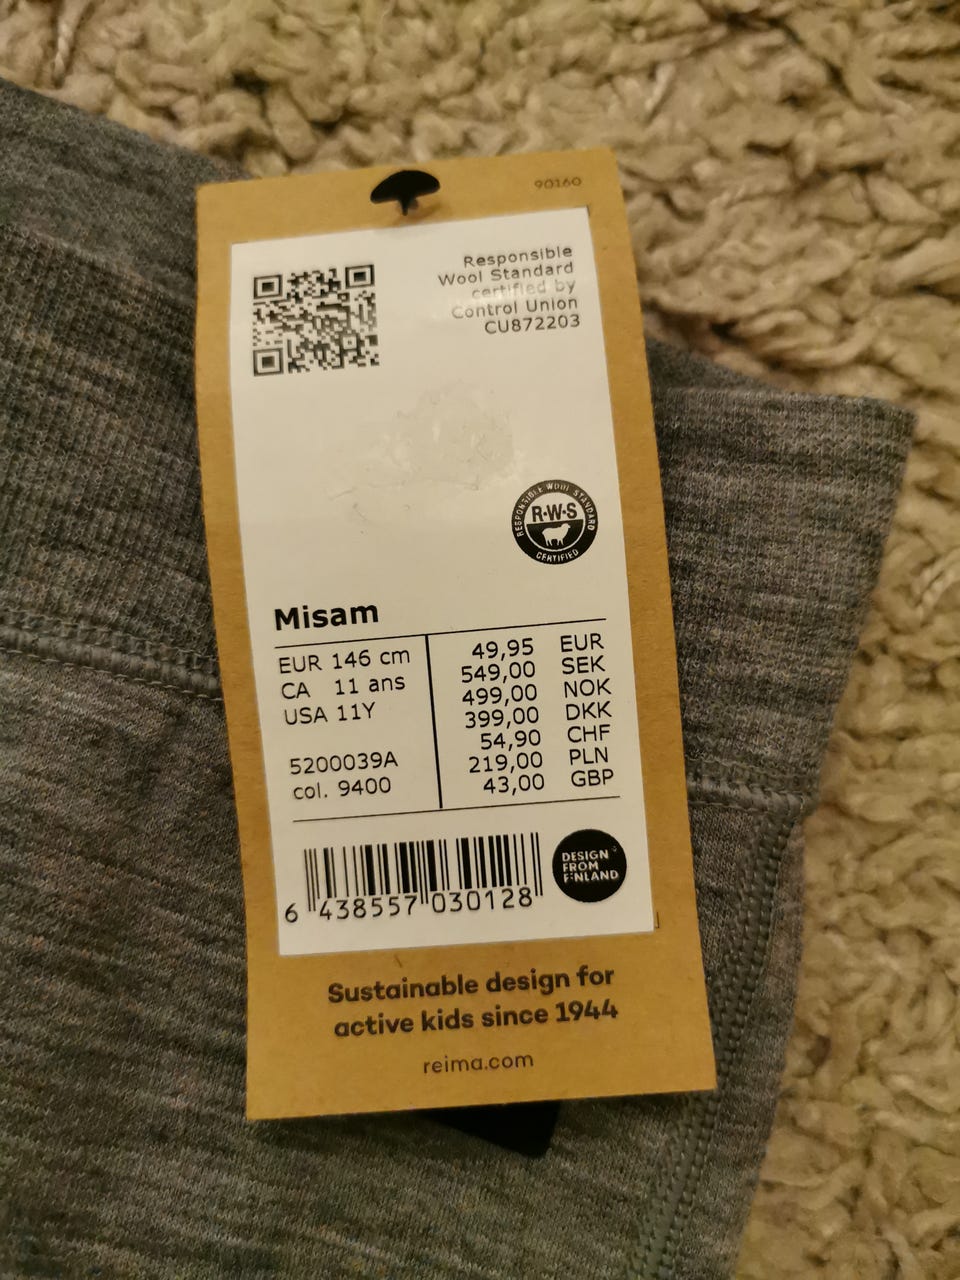 90160
Responsible
Wool Standard
certified by
Control Union
CU872203
RESPONSIBLE WOOL STANDARD
R·W·S
CERTIFIED
Misam
EUR 146 cm
CA 11 ans
USA 11Y
5200039A
col. 9400
49,95 EUR
549,00 SEK
499,00 NOK
399,00 DKK
54,90 CHF
219,00 PLN
43,00 GBP
6 438557 030128
DESIGN
FROM
FINLAND
Sustainable design for
active kids since 1944
reima.com